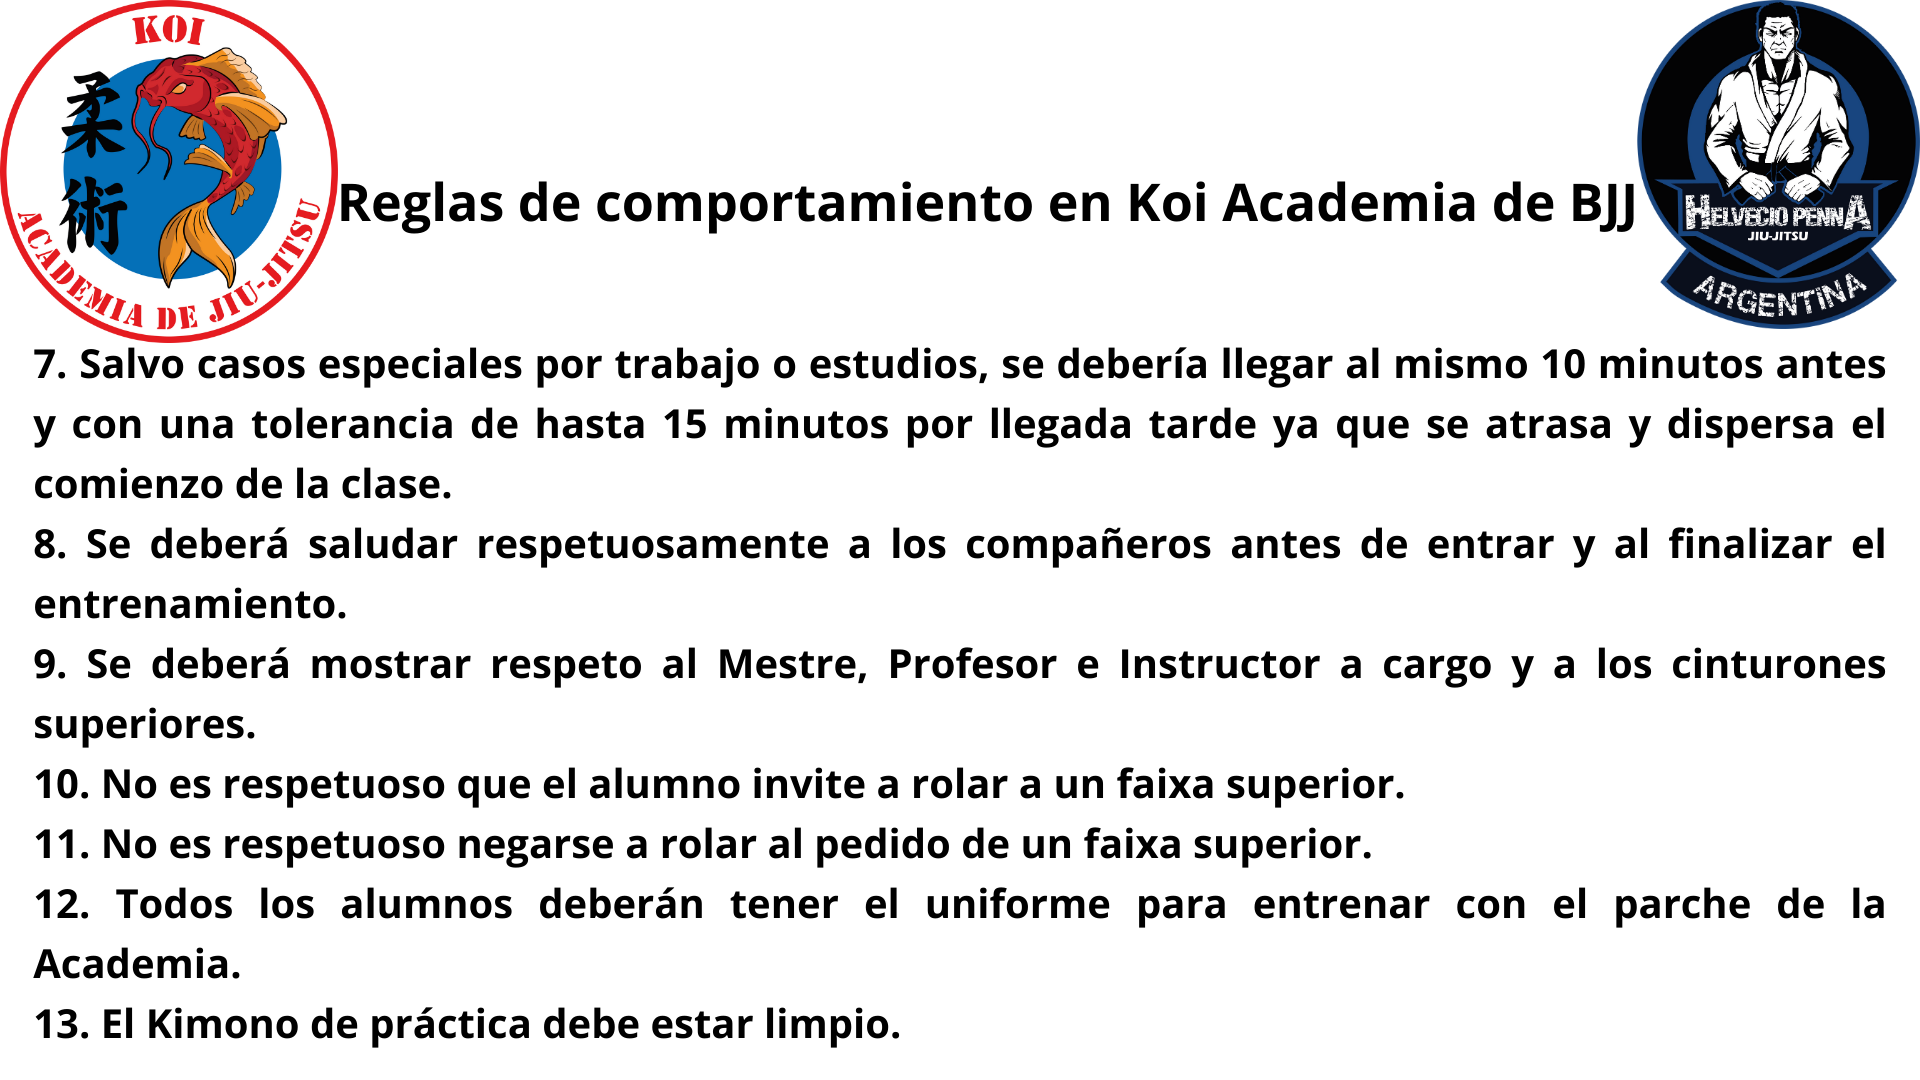 KOI
柔術
ACADEMIA DE JIU-JITSU
HELVECIO PENNA
JIU-JITSU
ARGENTINA
Reglas de comportamiento en Koi Academia de BJJ
7. Salvo casos especiales por trabajo o estudios, se debería llegar al mismo 10 minutos antes
y con una tolerancia de hasta 15 minutos por llegada tarde ya que se atrasa y dispersa el
comienzo de la clase.
8. Se deberá saludar respetuosamente a los compañeros antes de entrar y al finalizar el
entrenamiento.
9. Se deberá mostrar respeto al Mestre, Profesor e Instructor a cargo y a los cinturones
superiores.
10. No es respetuoso que el alumno invite a rolar a un faixa superior.
11. No es respetuoso negarse a rolar al pedido de un faixa superior.
12. Todos los alumnos deberán tener el uniforme para entrenar con el parche de la
Academia.
13. El Kimono de práctica debe estar limpio.